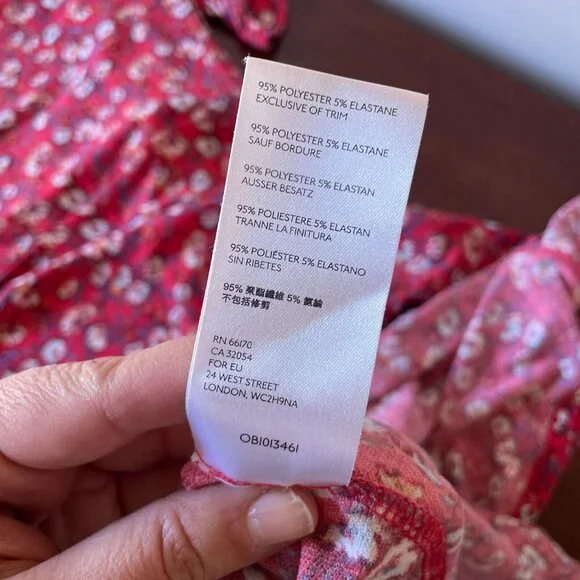 95% POLYESTER 5% ELASTANE
EXCLUSIVE OF TRIM
95% POLYESTER 5% ELASTANE
SAUF BORDURE
95% POLYESTER 5% ELASTAN
AUSSER BESATZ
95% POLIESTERE 5% ELASTAN
TRANNE LA FINITURA
95% POLIÉSTER 5% ELASTANO
SIN RIBETES
95% 聚酯纖維 5% 氨綸
不包括修剪
RN 66170
CA 32054
FOR EU
24 WEST STREET
LONDON, WC2H9NA
OB1013461